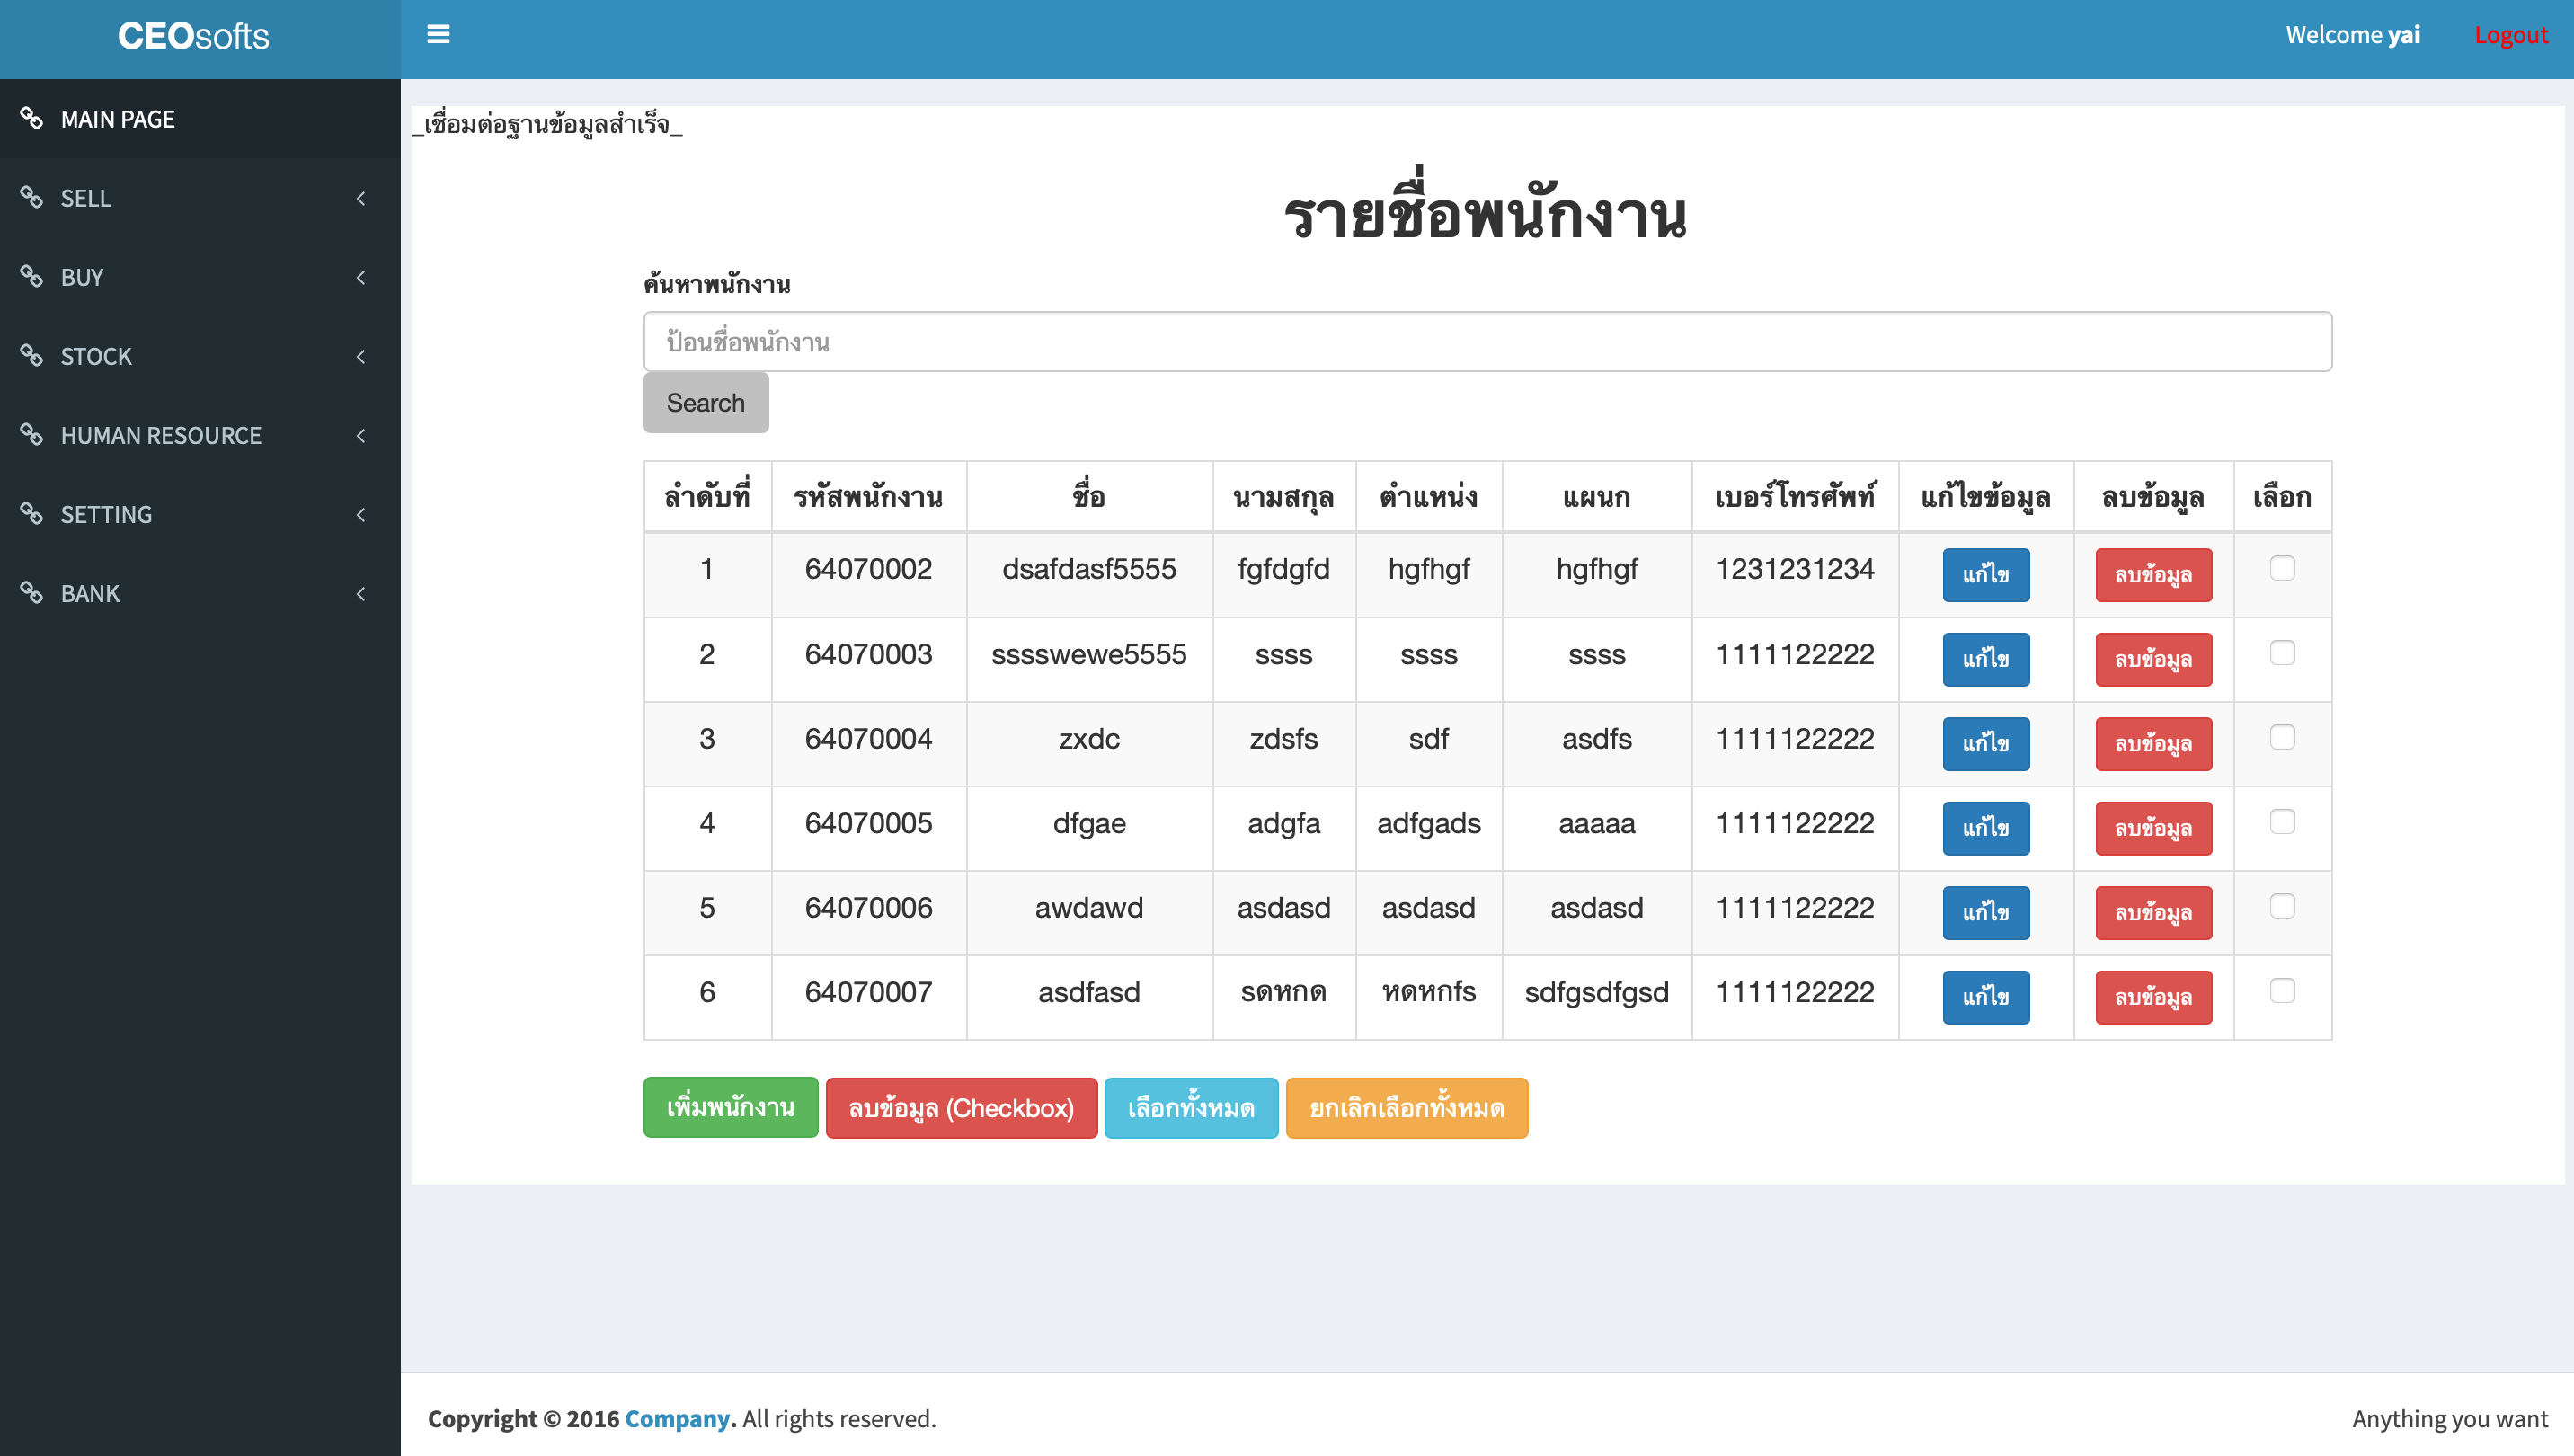 CEOsofts
Welcome yai Logout
MAIN PAGE
SELL
BUY
STOCK
HUMAN RESOURCE
SETTING
BANK
_เชื่อมต่อฐานข้อมูลสำเร็จ_
รายชื่อพนักงาน
ค้นหาพนักงาน
ป้อนชื่อพนักงาน
Search
ลำดับที่ รหัสพนักงาน ชื่อ นามสกุล ตำแหน่ง แผนก เบอร์โทรศัพท์ แก้ไขข้อมูล ลบข้อมูล เลือก
1 64070002 dsafdasf5555 fgfdgfd hgfhgf hgfhgf 1231231234 แก้ไข ลบข้อมูล
2 64070003 sssswewe5555 ssss ssss ssss 1111122222 แก้ไข ลบข้อมูล
3 64070004 zxdc zdsfs sdf asdfs 1111122222 แก้ไข ลบข้อมูล
4 64070005 dfgae adgfa adfgads aaaaa 1111122222 แก้ไข ลบข้อมูล
5 64070006 awdawd asdasd asdasd asdasd 1111122222 แก้ไข ลบข้อมูล
6 64070007 asdfasd sดหกด หดหกfs sdfgsdfgsd 1111122222 แก้ไข ลบข้อมูล
เพิ่มพนักงาน ลบข้อมูล (Checkbox) เลือกทั้งหมด ยกเลิกเลือกทั้งหมด
Copyright © 2016 Company. All rights reserved. Anything you want